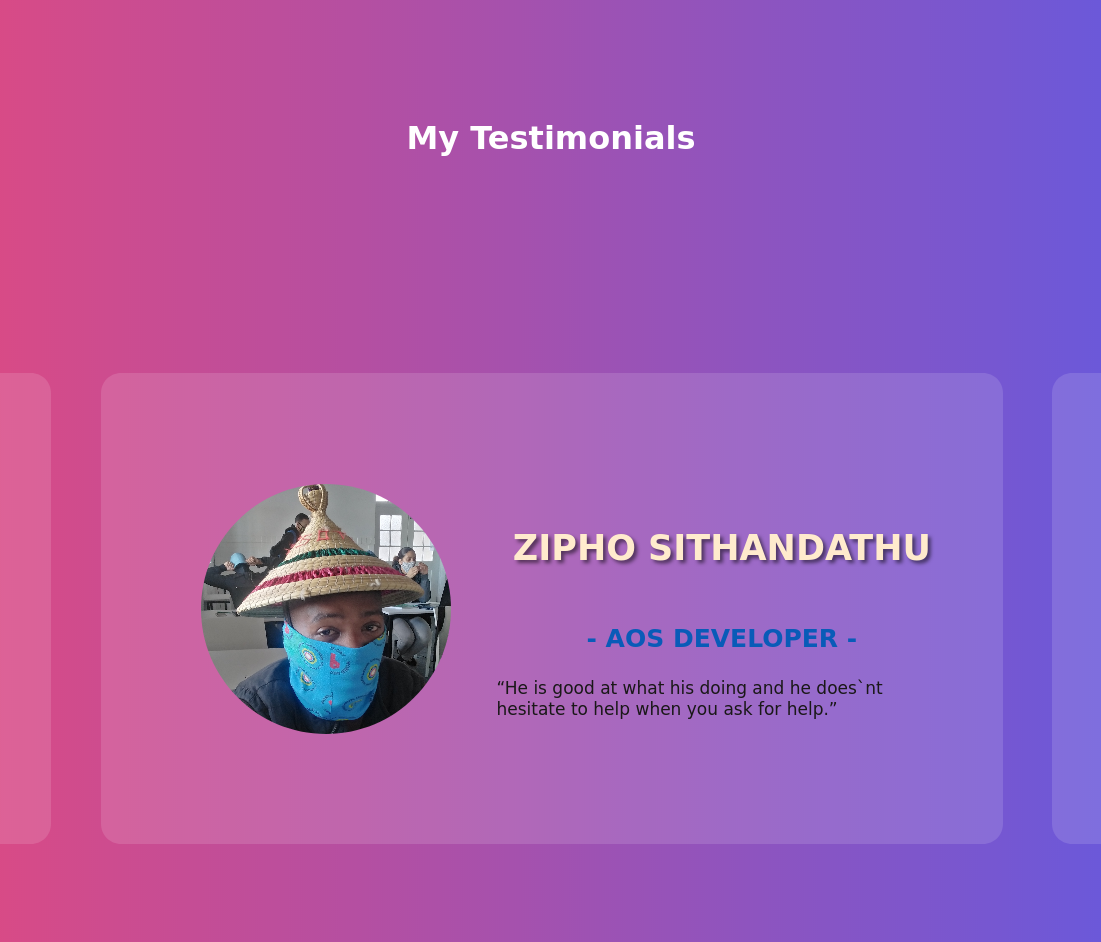 My Testimonials
ZIPHO SITHANDATHU
- AOS DEVELOPER -
“He is good at what his doing and he does`nt
hesitate to help when you ask for help.”